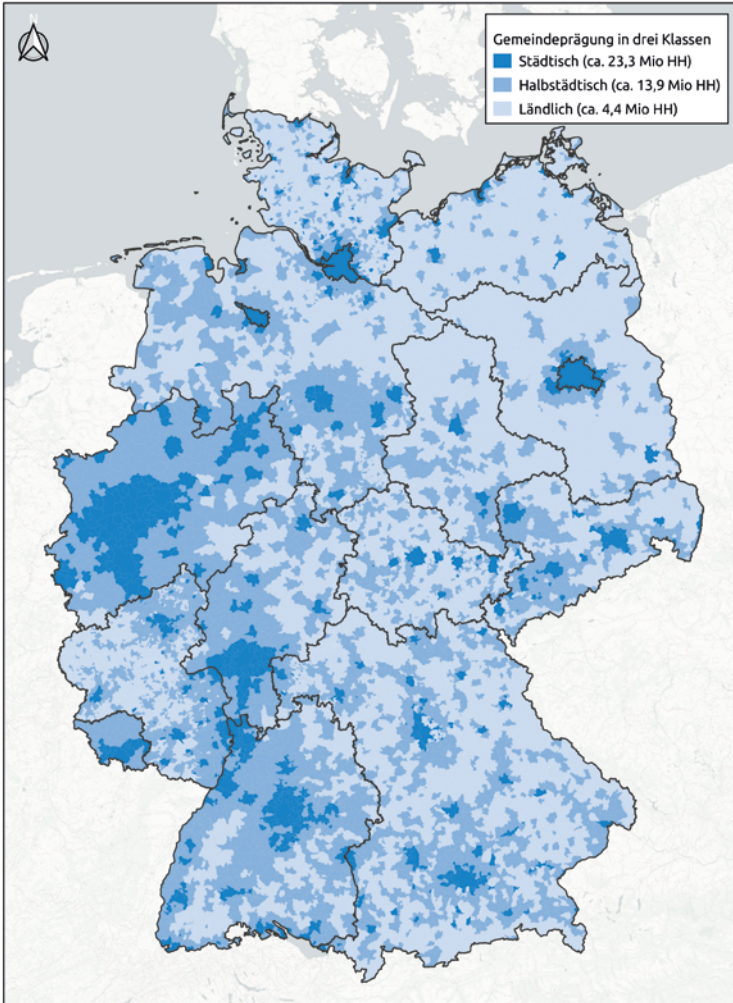 N
Gemeindeprägung in drei Klassen
Städtisch (ca. 23,3 Mio HH)
Halbstädtisch (ca. 13,9 Mio HH)
Ländlich (ca. 4,4 Mio HH)